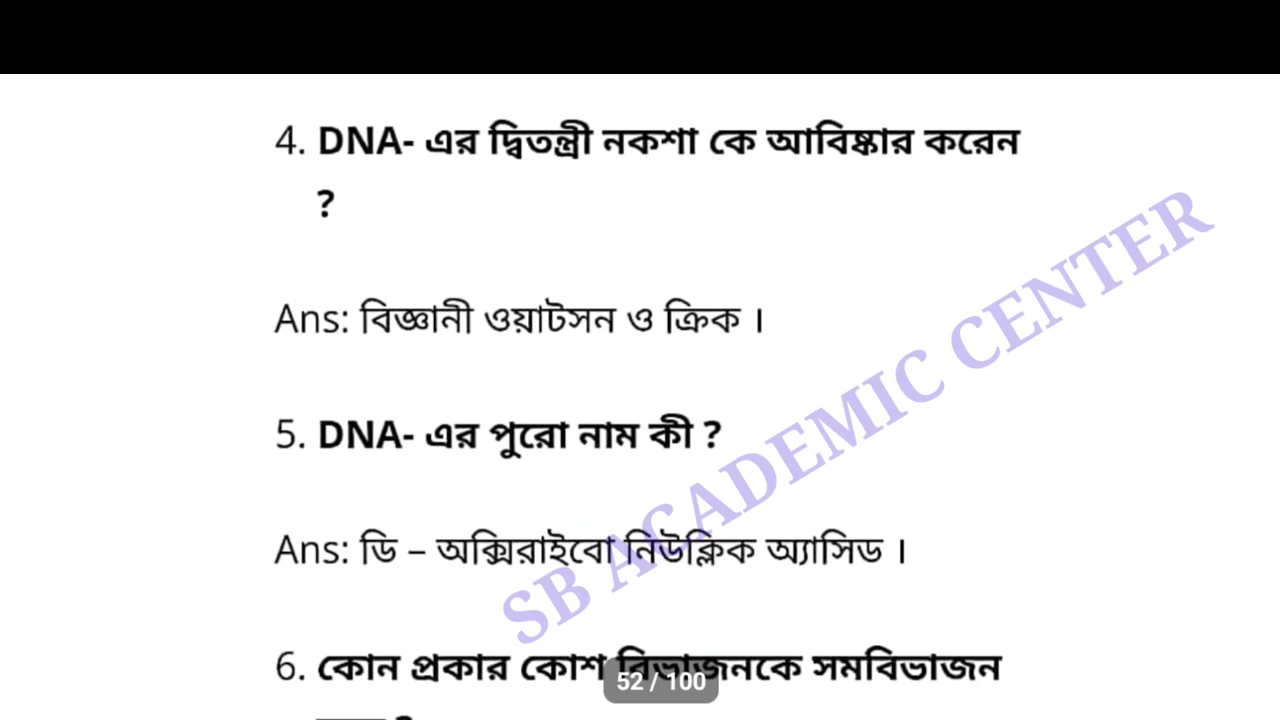 4. DNA- এর দ্বিতন্ত্রী নকশা কে আবিষ্কার করেন
?
Ans: বিজ্ঞানী ওয়াটসন ও ক্রিক ।
5. DNA- এর পুরো নাম কী ?
Ans: ডি – অক্সিরাইবো নিউক্লিক অ্যাসিড ।
6. কোন প্রকার কোশ বিভাজনকে সমবিভাজন
52 / 100
SB ACADEMIC CENTER